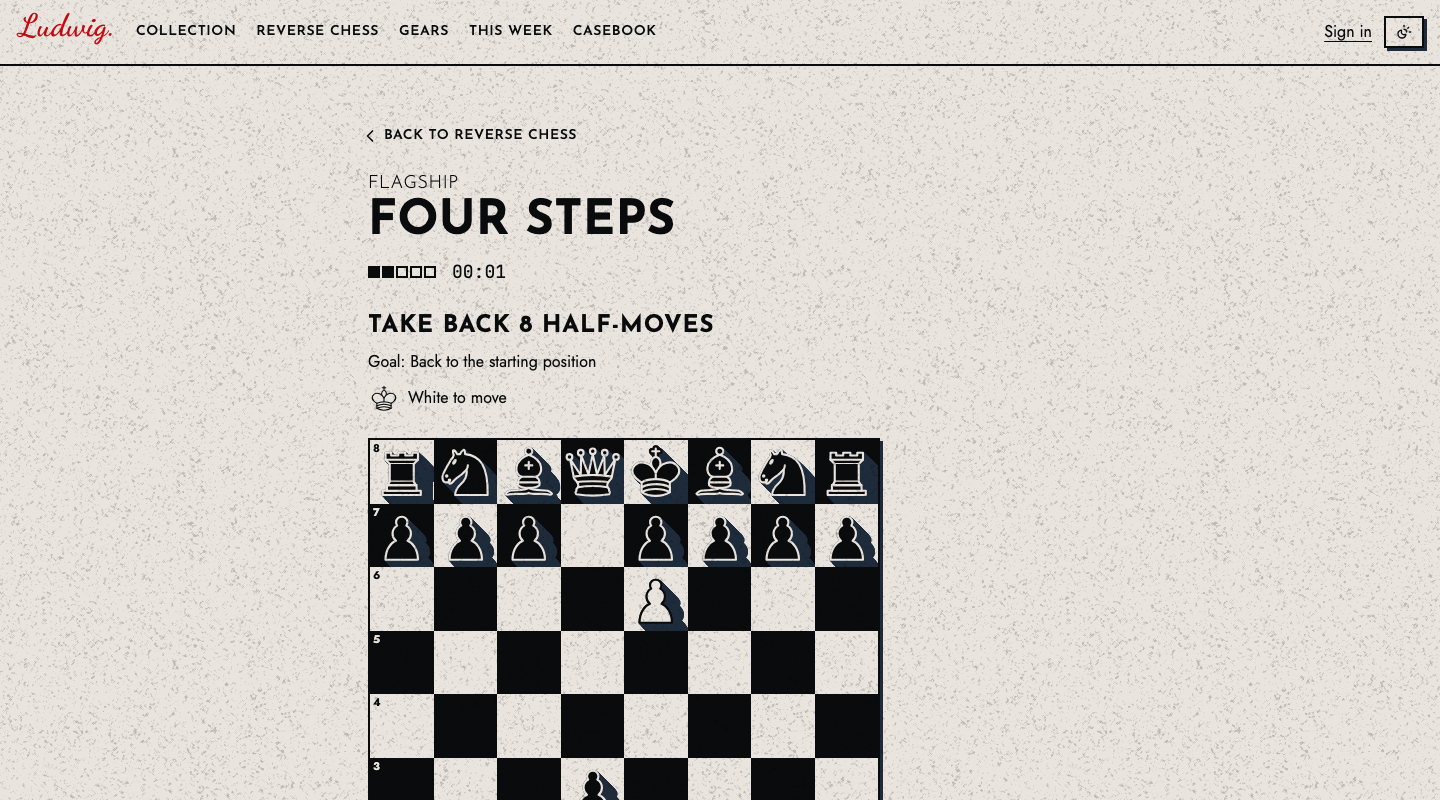 Ludwig. COLLECTION REVERSE CHESS GEARS THIS WEEK CASEBOOK Sign in
BACK TO REVERSE CHESS
FLAGSHIP
FOUR STEPS
00:01
TAKE BACK 8 HALF-MOVES
Goal: Back to the starting position
White to move
8
7
6
5
4
3